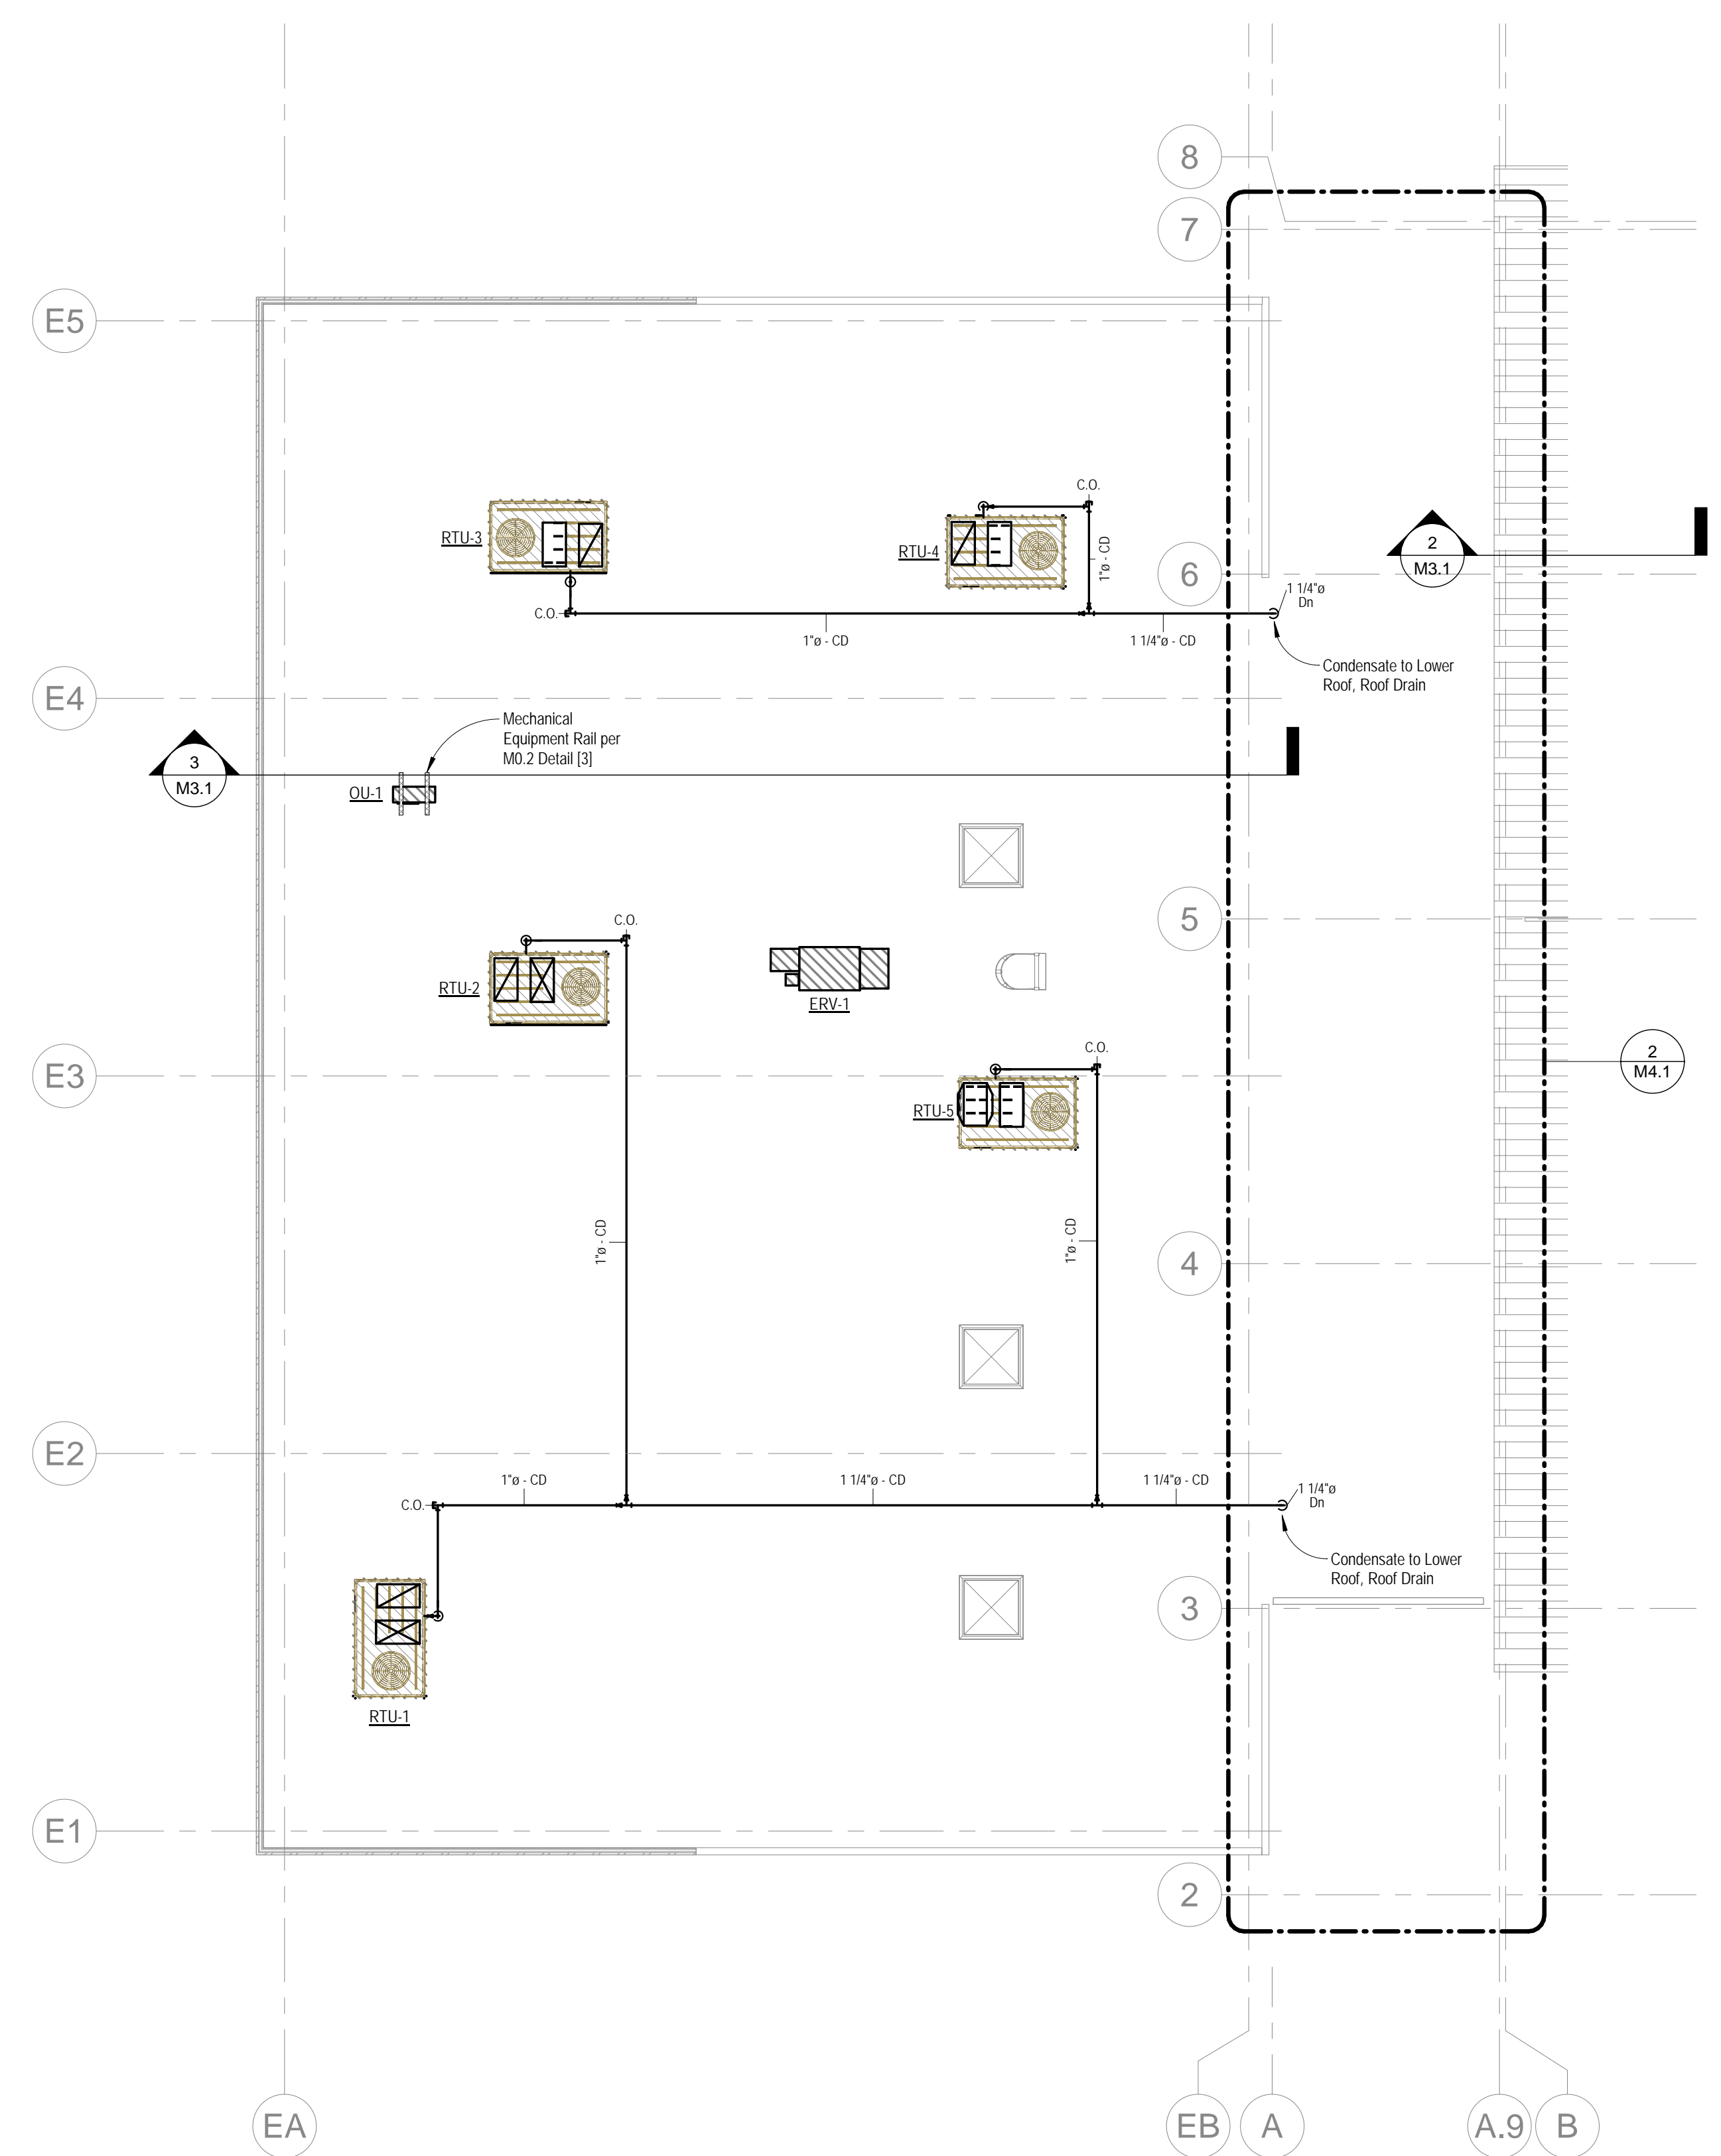 8
7
E5
C.O.
RTU-3
RTU-4
1"ø - CD
2
M3.1
6
1 1/4"ø
Dn
C.O.
1"ø - CD
1 1/4"ø - CD
Condensate to Lower
Roof, Roof Drain
E4
Mechanical
Equipment Rail per
M0.2 Detail [3]
3
M3.1
OU-1
5
C.O.
RTU-2
ERV-1
2
M4.1
E3
C.O.
RTU-5
1"ø - CD
1"ø - CD
4
E2
1"ø - CD
1 1/4"ø - CD
1 1/4"ø - CD
C.O.
1 1/4"ø
Dn
Condensate to Lower
Roof, Roof Drain
3
RTU-1
E1
2
EA
EB
A
A.9
B